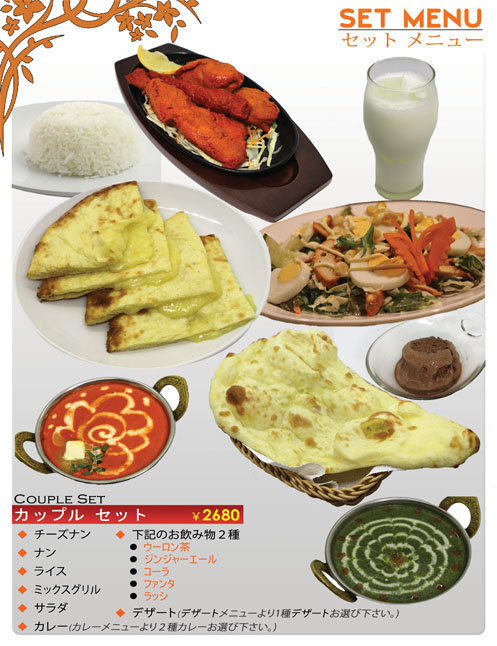 SET MENU
セット メニュー
COUPLE SET
カップル セット ¥2680
◆ チーズナン
◆ ナン
◆ ライス
◆ ミックスグリル
◆ サラダ
◆ カレー(カレーメニューより2種カレーお選び下さい。)
◆ 下記のお飲み物2種
● ウーロン茶
● ジンジャーエール
● コーラ
● ファンタ
● ラッシ
◆ デザート(デザートメニューより1種デザートお選び下さい。)